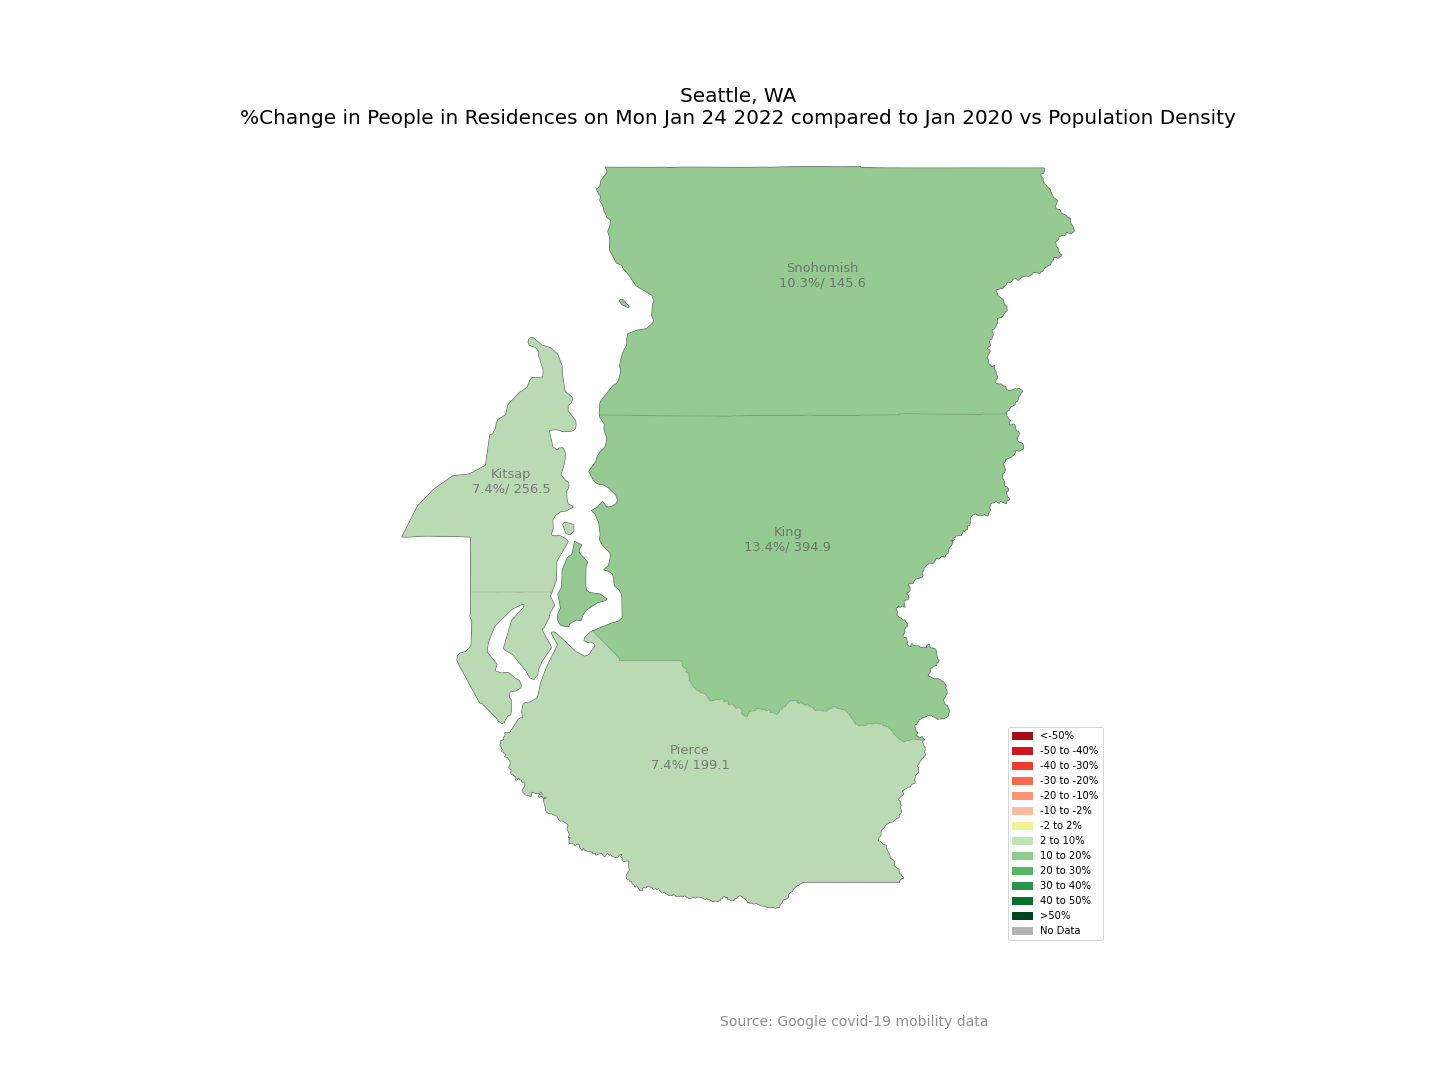 Seattle, WA
%Change in People in Residences on Mon Jan 24 2022 compared to Jan 2020 vs Population Density
Snohomish
10.3%/ 145.6
Kitsap
7.4%/ 256.5
King
13.4%/ 394.9
Pierce
7.4%/ 199.1
<-50%
-50 to -40%
-40 to -30%
-30 to -20%
-20 to -10%
-10 to -2%
-2 to 2%
2 to 10%
10 to 20%
20 to 30%
30 to 40%
40 to 50%
>50%
No Data
Source: Google covid-19 mobility data